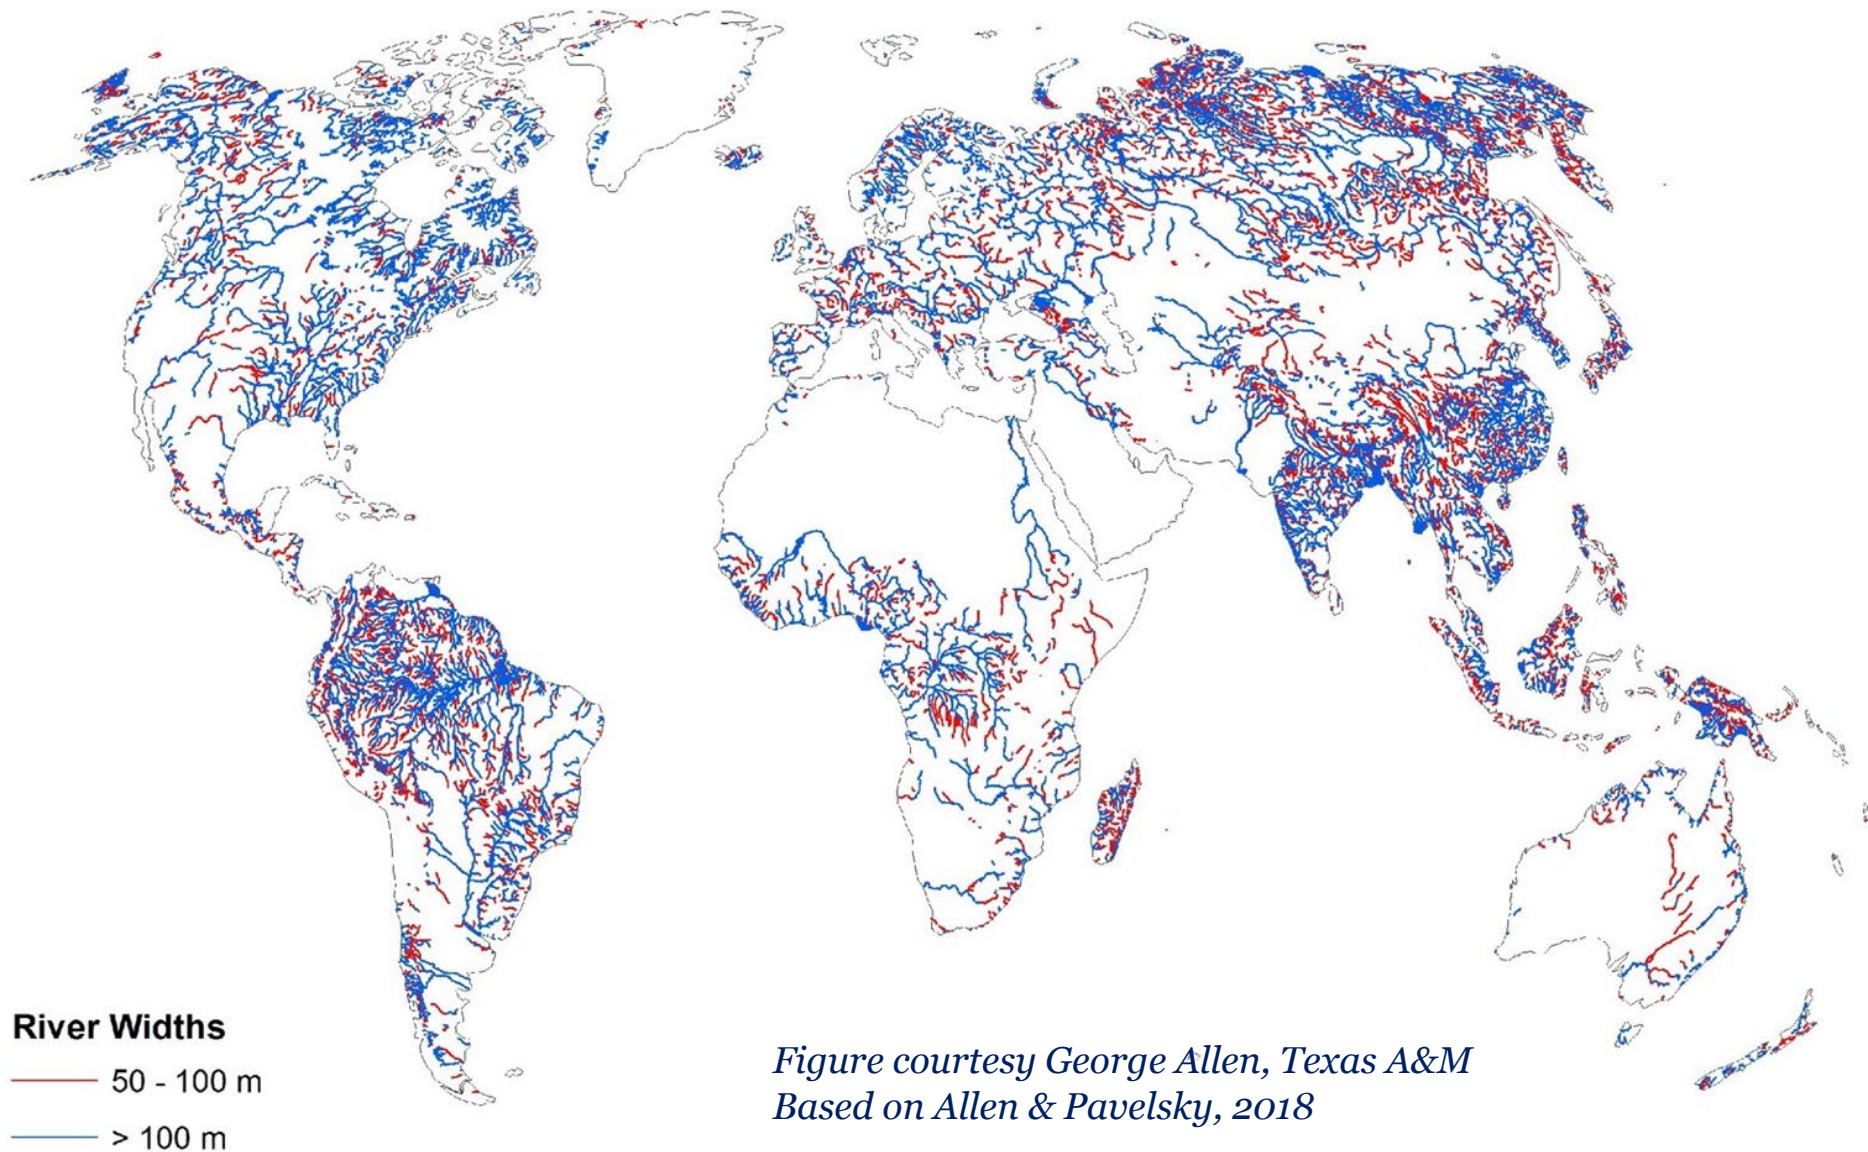 River Widths
50 - 100 m
> 100 m
Figure courtesy George Allen, Texas A&M
Based on Allen & Pavelsky, 2018